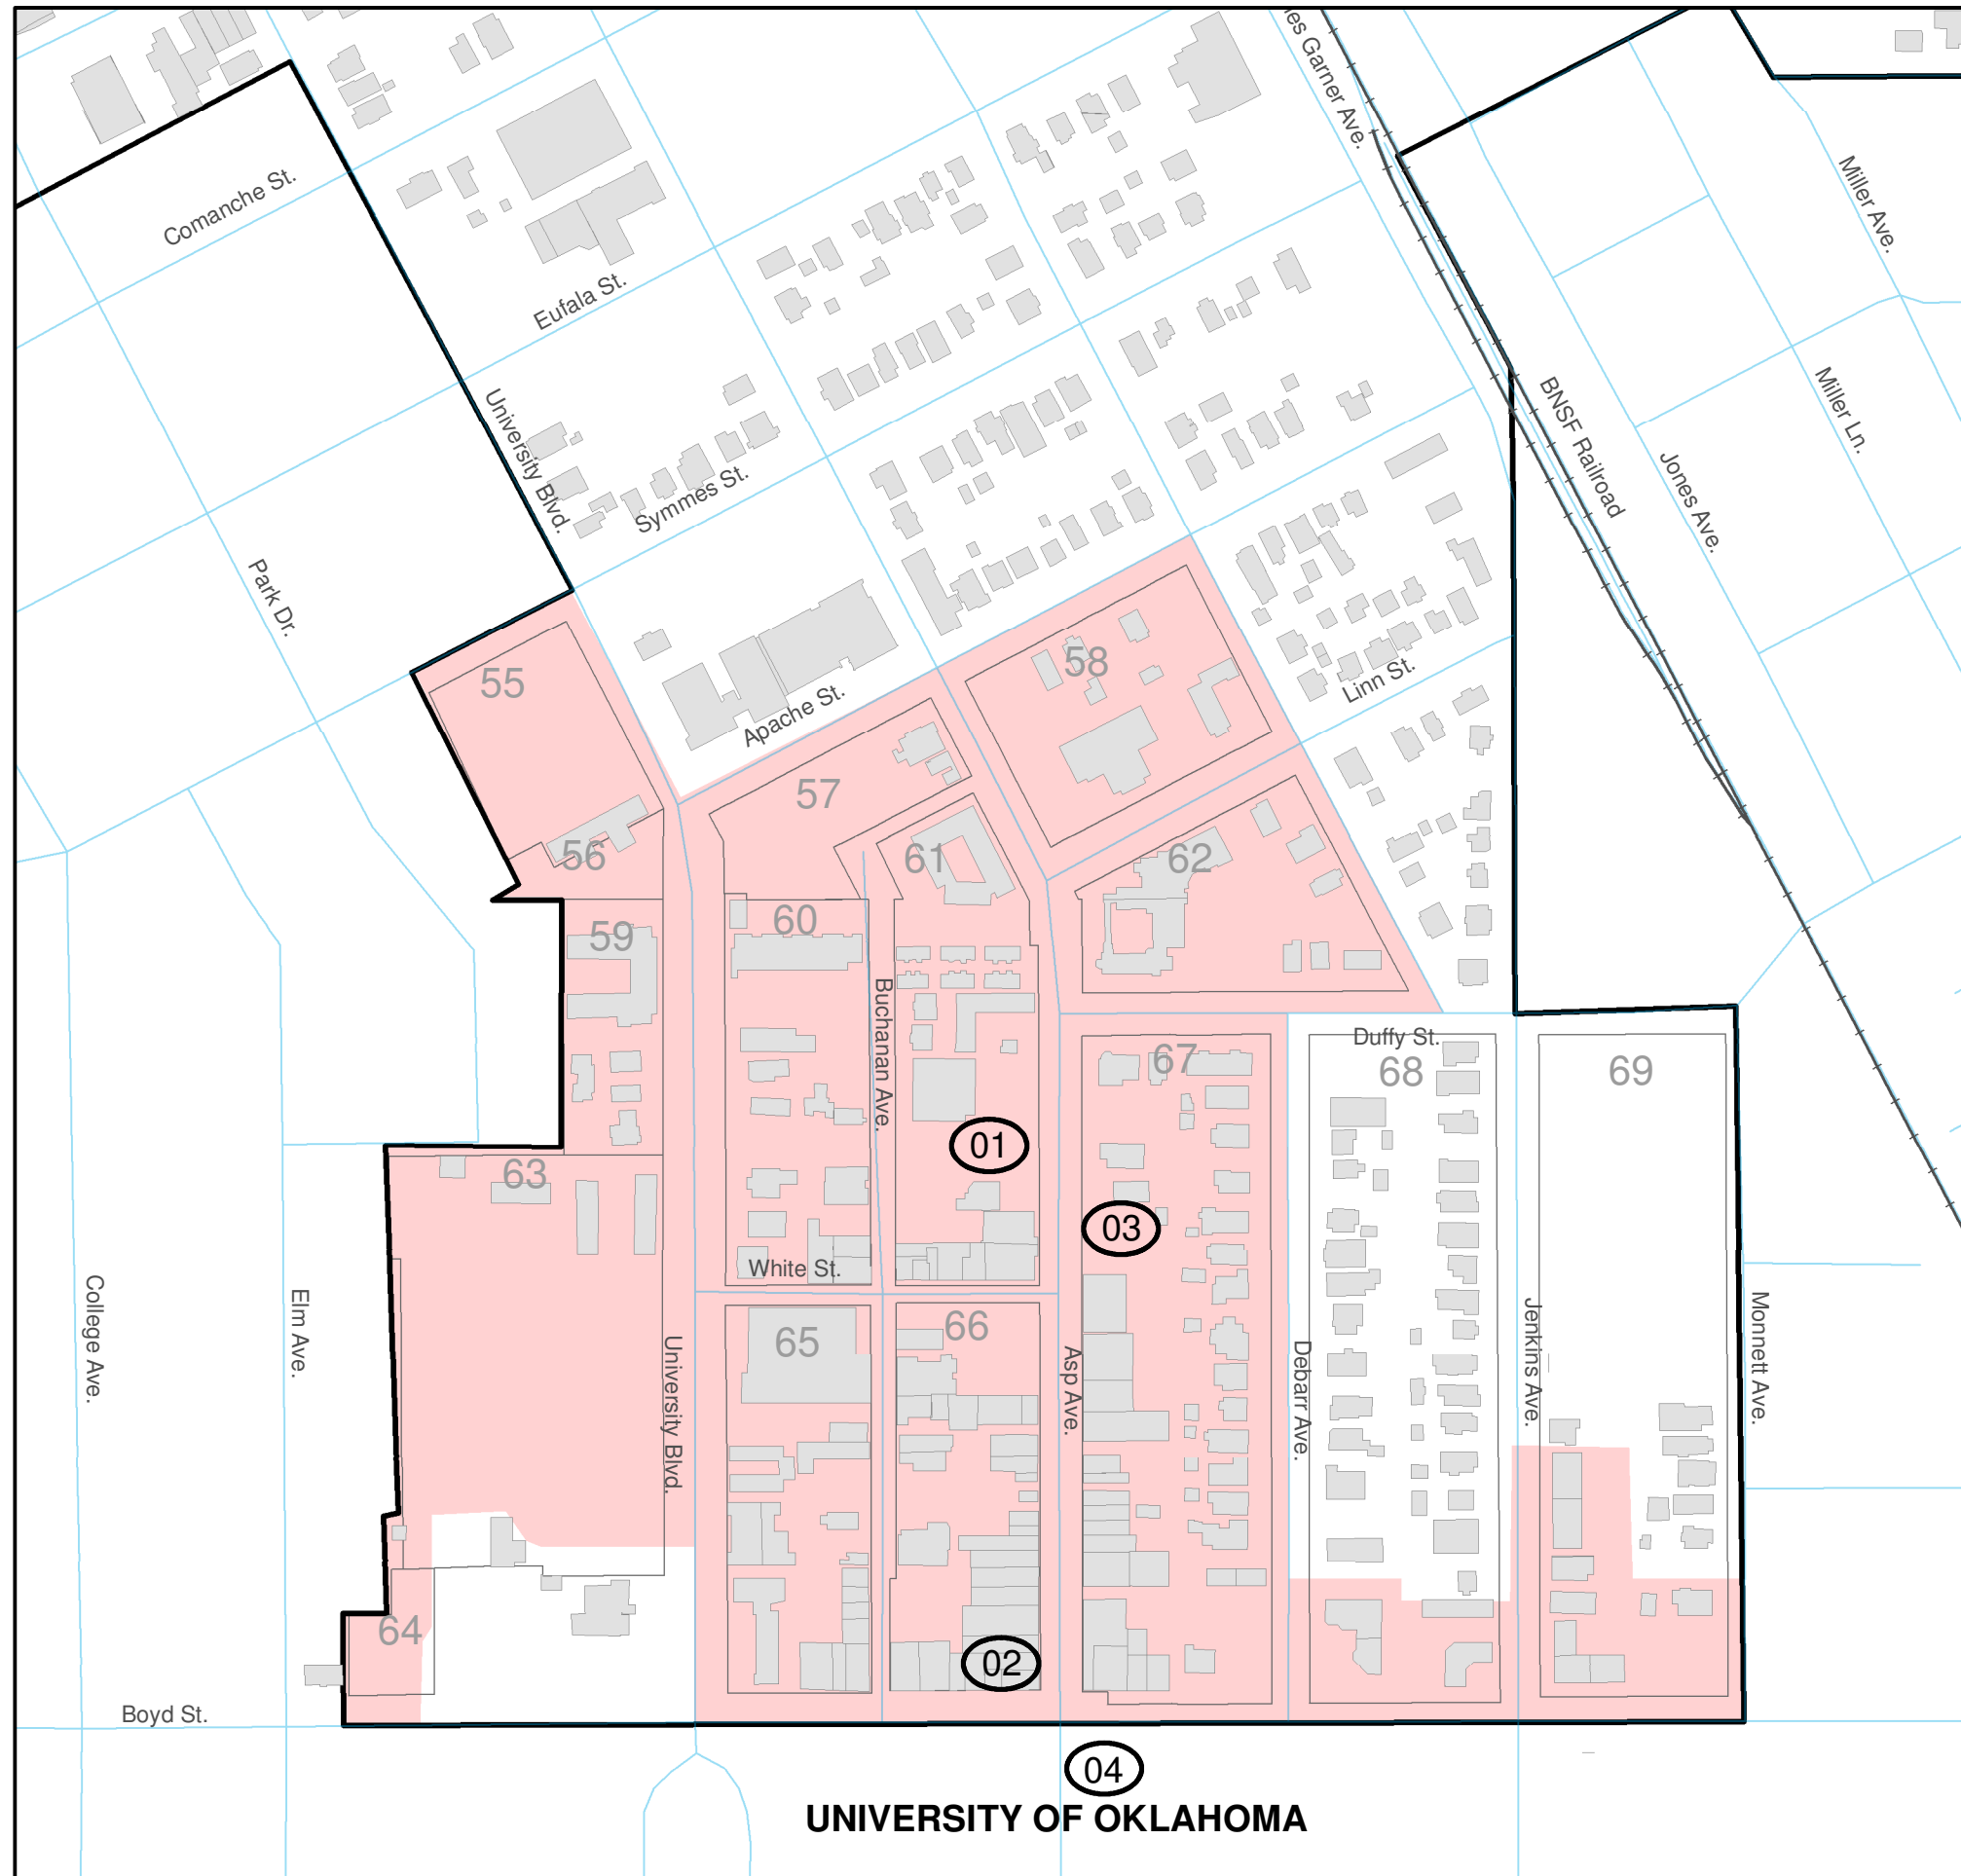 es Garner Ave.
Comanche St.
Miller Ave.
Eufala St.
University Blvd.
BNSF Railroad
Miller Ln.
Symmes St.
Jones Ave.
Park Dr.
55
58
Linn St.
Apache St.
57
56
61
62
59
60
Buchanan Ave.
Duffy St.
67
68
69
01
63
03
White St.
College Ave.
Elm Ave.
University Blvd.
65
66
Asp Ave.
Debarr Ave.
Jenkins Ave.
Monnett Ave.
64
02
Boyd St.
04
UNIVERSITY OF OKLAHOMA